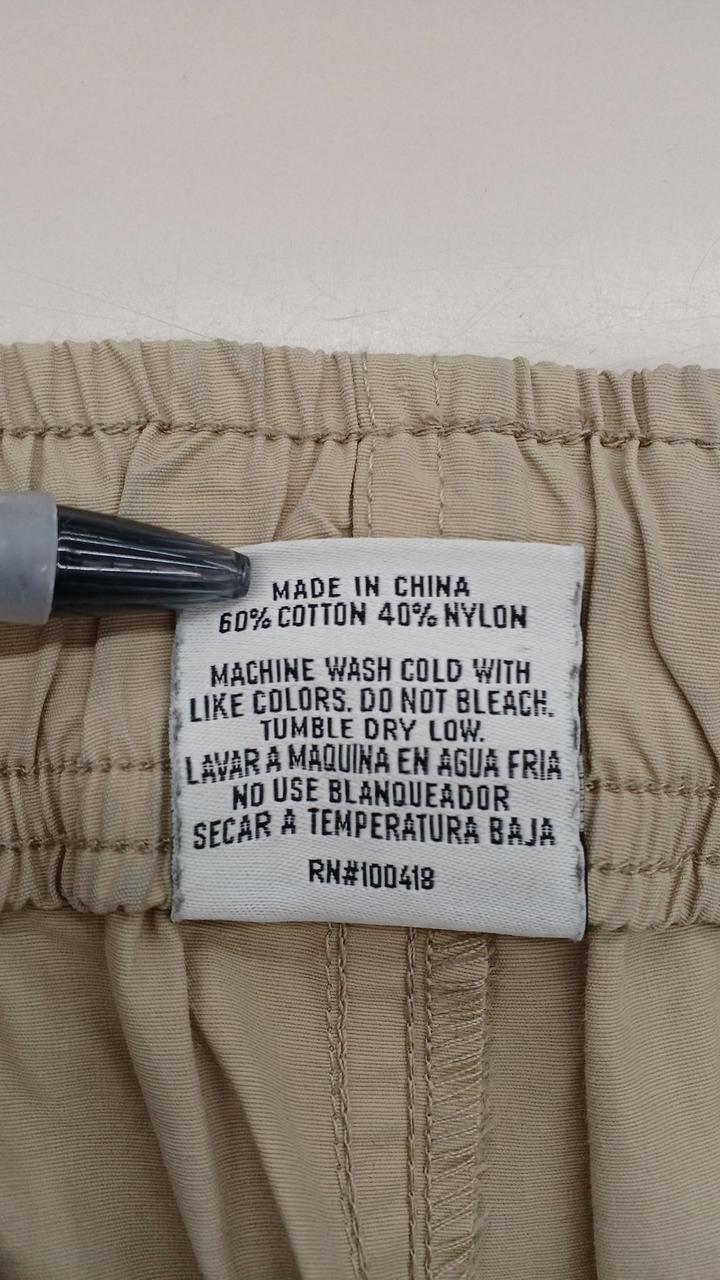 MADE IN CHINA
60% COTTON 40% NYLON
MACHINE WASH COLD WITH
LIKE COLORS. DO NOT BLEACH.
TUMBLE DRY LOW.
LAVAR A MAQUINA EN AGUA FRIA
NO USE BLANQUEADOR
SECAR A TEMPERATURA BAJA
RN#100418